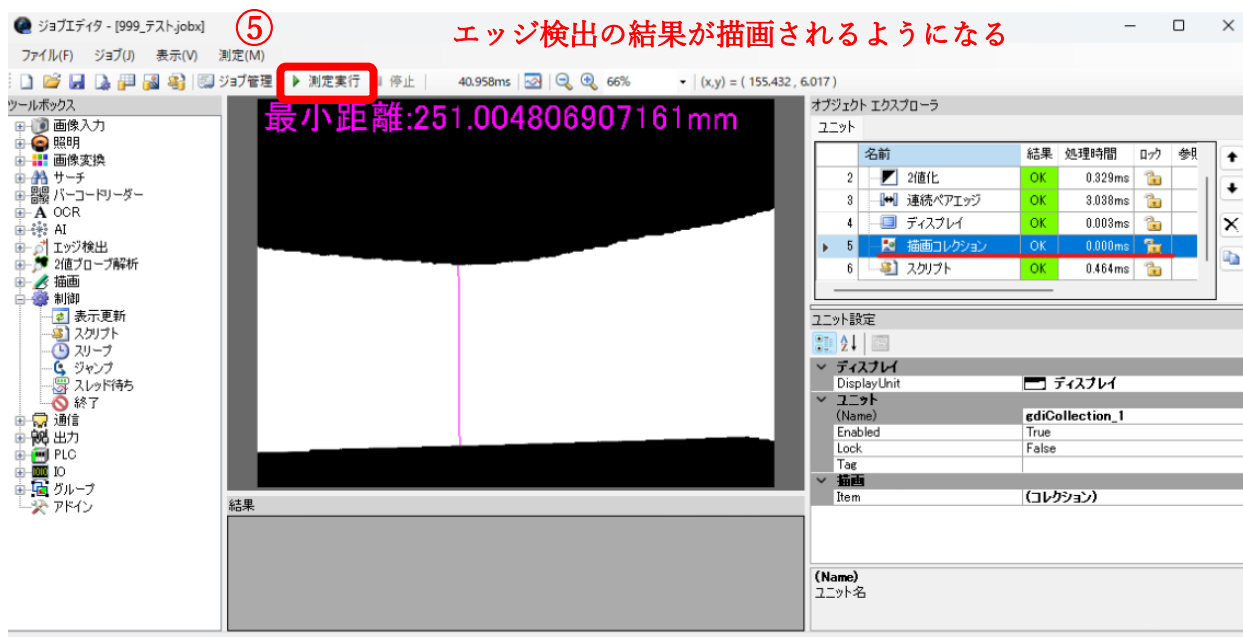 ジョブエディタ - [999_テスト.jobx]
⑤
エッジ検出の結果が描画されるようになる
ファイル(F) ジョブ(J) 表示(V) 測定(M)
ジョブ管理 測定実行 停止 40.958ms 66% (x,y) = ( 155.432 , 6.017 )
ツールボックス
画像入力
照明
画像変換
サーチ
バーコードリーダー
OCR
AI
エッジ検出
2値ブローブ解析
描画
制御
表示更新
スクリプト
スリープ
ジャンプ
スレッド待ち
終了
通信
出力
PLC
IO
グループ
アドイン
最小距離:251.004806907161mm
結果
オブジェクト エクスプローラ
ユニット
名前 結果 処理時間 ロック 参照
2 2値化 OK 0.329ms
3 連続ペアエッジ OK 3.038ms
4 ディスプレイ OK 0.003ms
5 描画コレクション OK 0.000ms
6 スクリプト OK 0.464ms
ユニット設定
ディスプレイ
DisplayUnit ディスプレイ
ユニット
(Name) gdiCollection_1
Enabled True
Lock False
Tag
描画
Item (コレクション)
(Name)
ユニット名